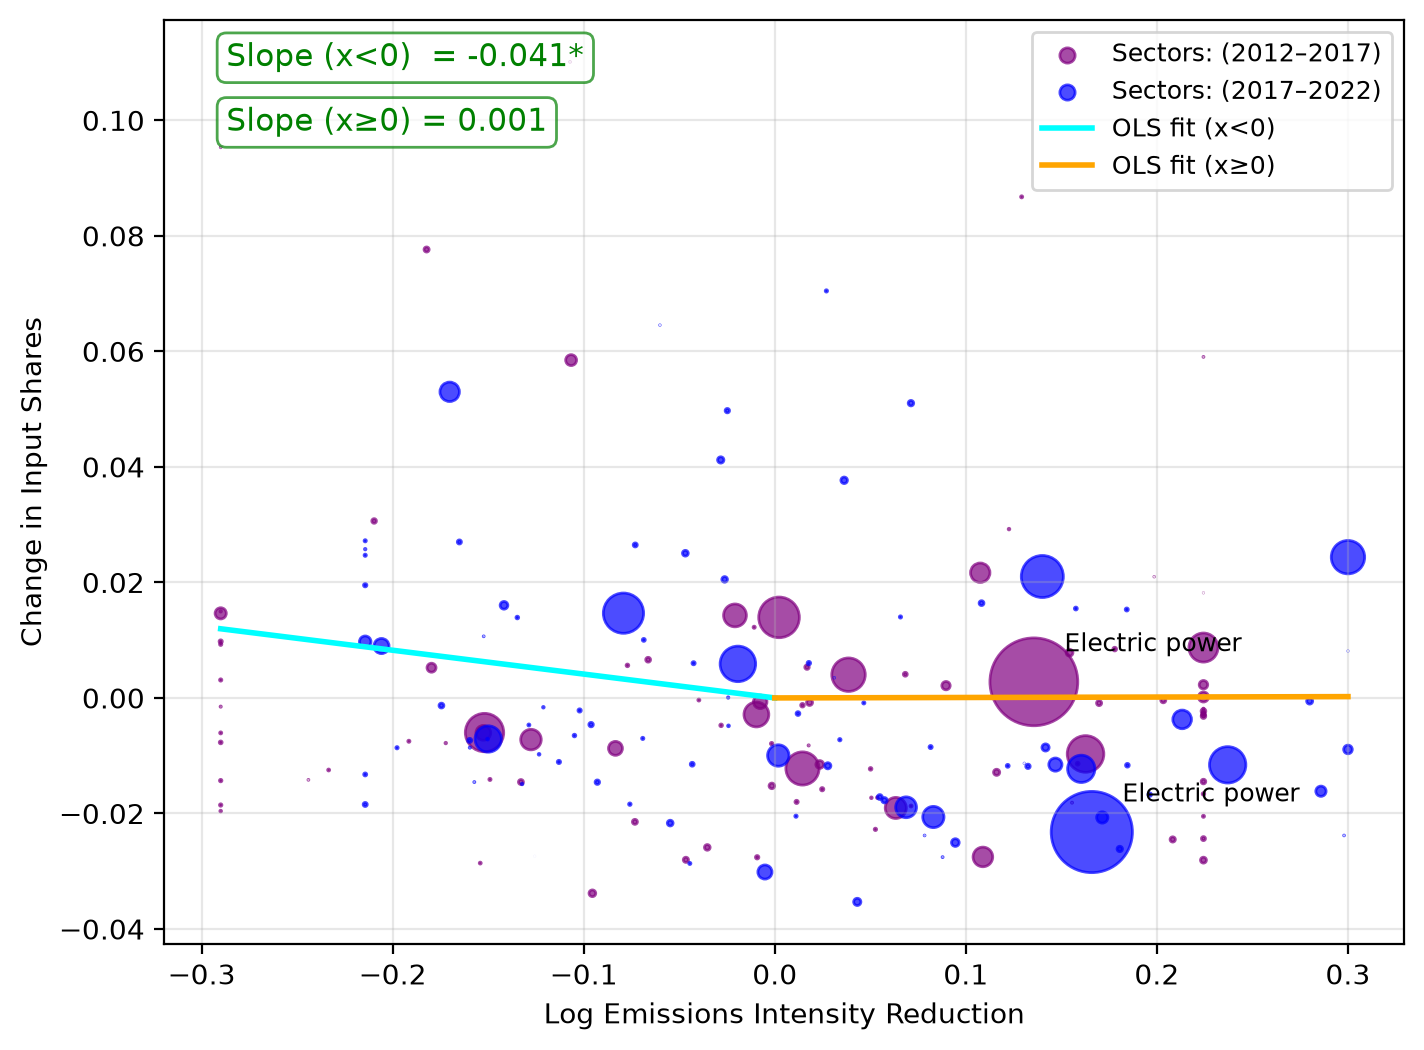 Slope (x<0)  = -0.041*
Slope (x≥0) = 0.001
Sectors: (2012–2017)
Sectors: (2017–2022)
OLS fit (x<0)
OLS fit (x≥0)
0.10
0.08
0.06
0.04
0.02
0.00
−0.02
−0.04
Change in Input Shares
Electric power
Electric power
−0.3
−0.2
−0.1
0.0
0.1
0.2
0.3
Log Emissions Intensity Reduction